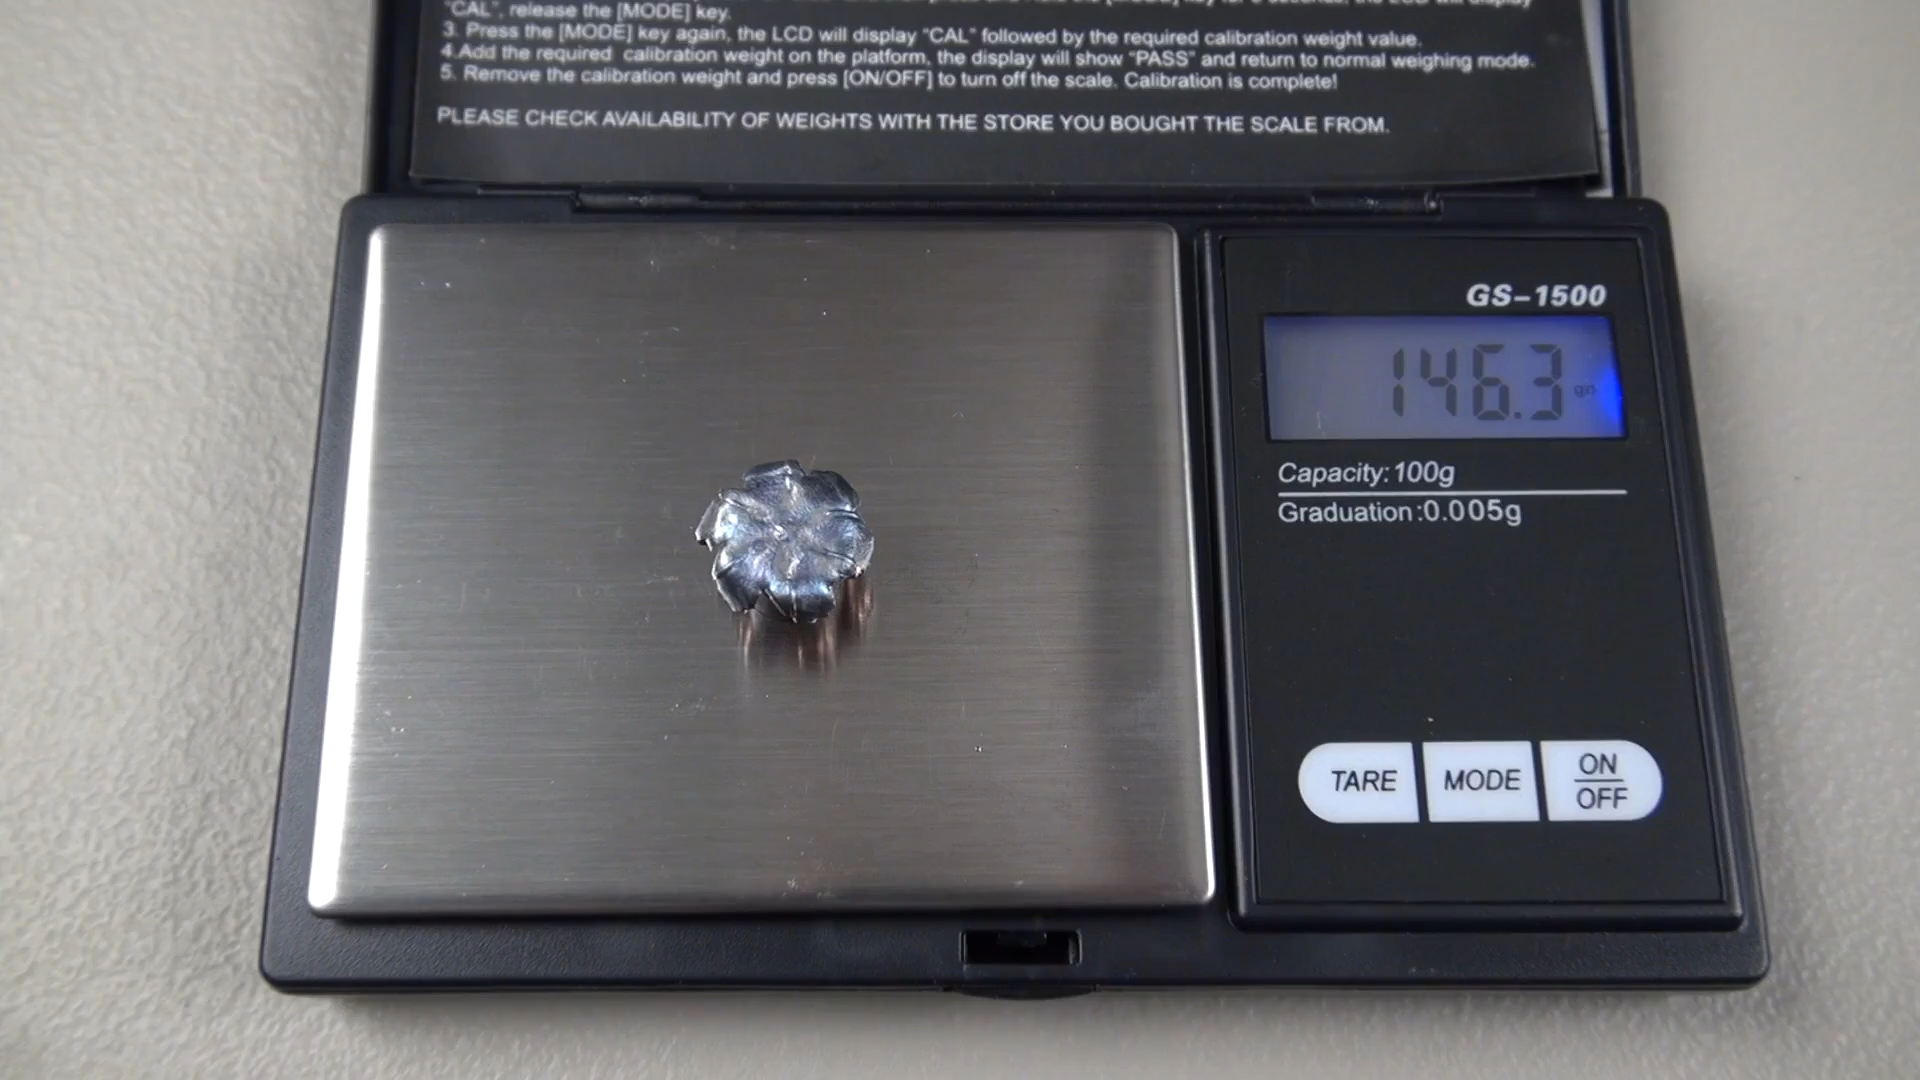 "CAL", release the [MODE] key.
3. Press the [MODE] key again, the LCD will display "CAL" followed by the required calibration weight value.
4.Add the required calibration weight on the platform, the display will show "PASS" and return to normal weighing mode.
5. Remove the calibration weight and press [ON/OFF] to turn off the scale. Calibration is complete!
PLEASE CHECK AVAILABILITY OF WEIGHTS WITH THE STORE YOU BOUGHT THE SCALE FROM.
GS-1500
146.3 gn
Capacity:100g
Graduation:0.005g
TARE
MODE
ON
OFF